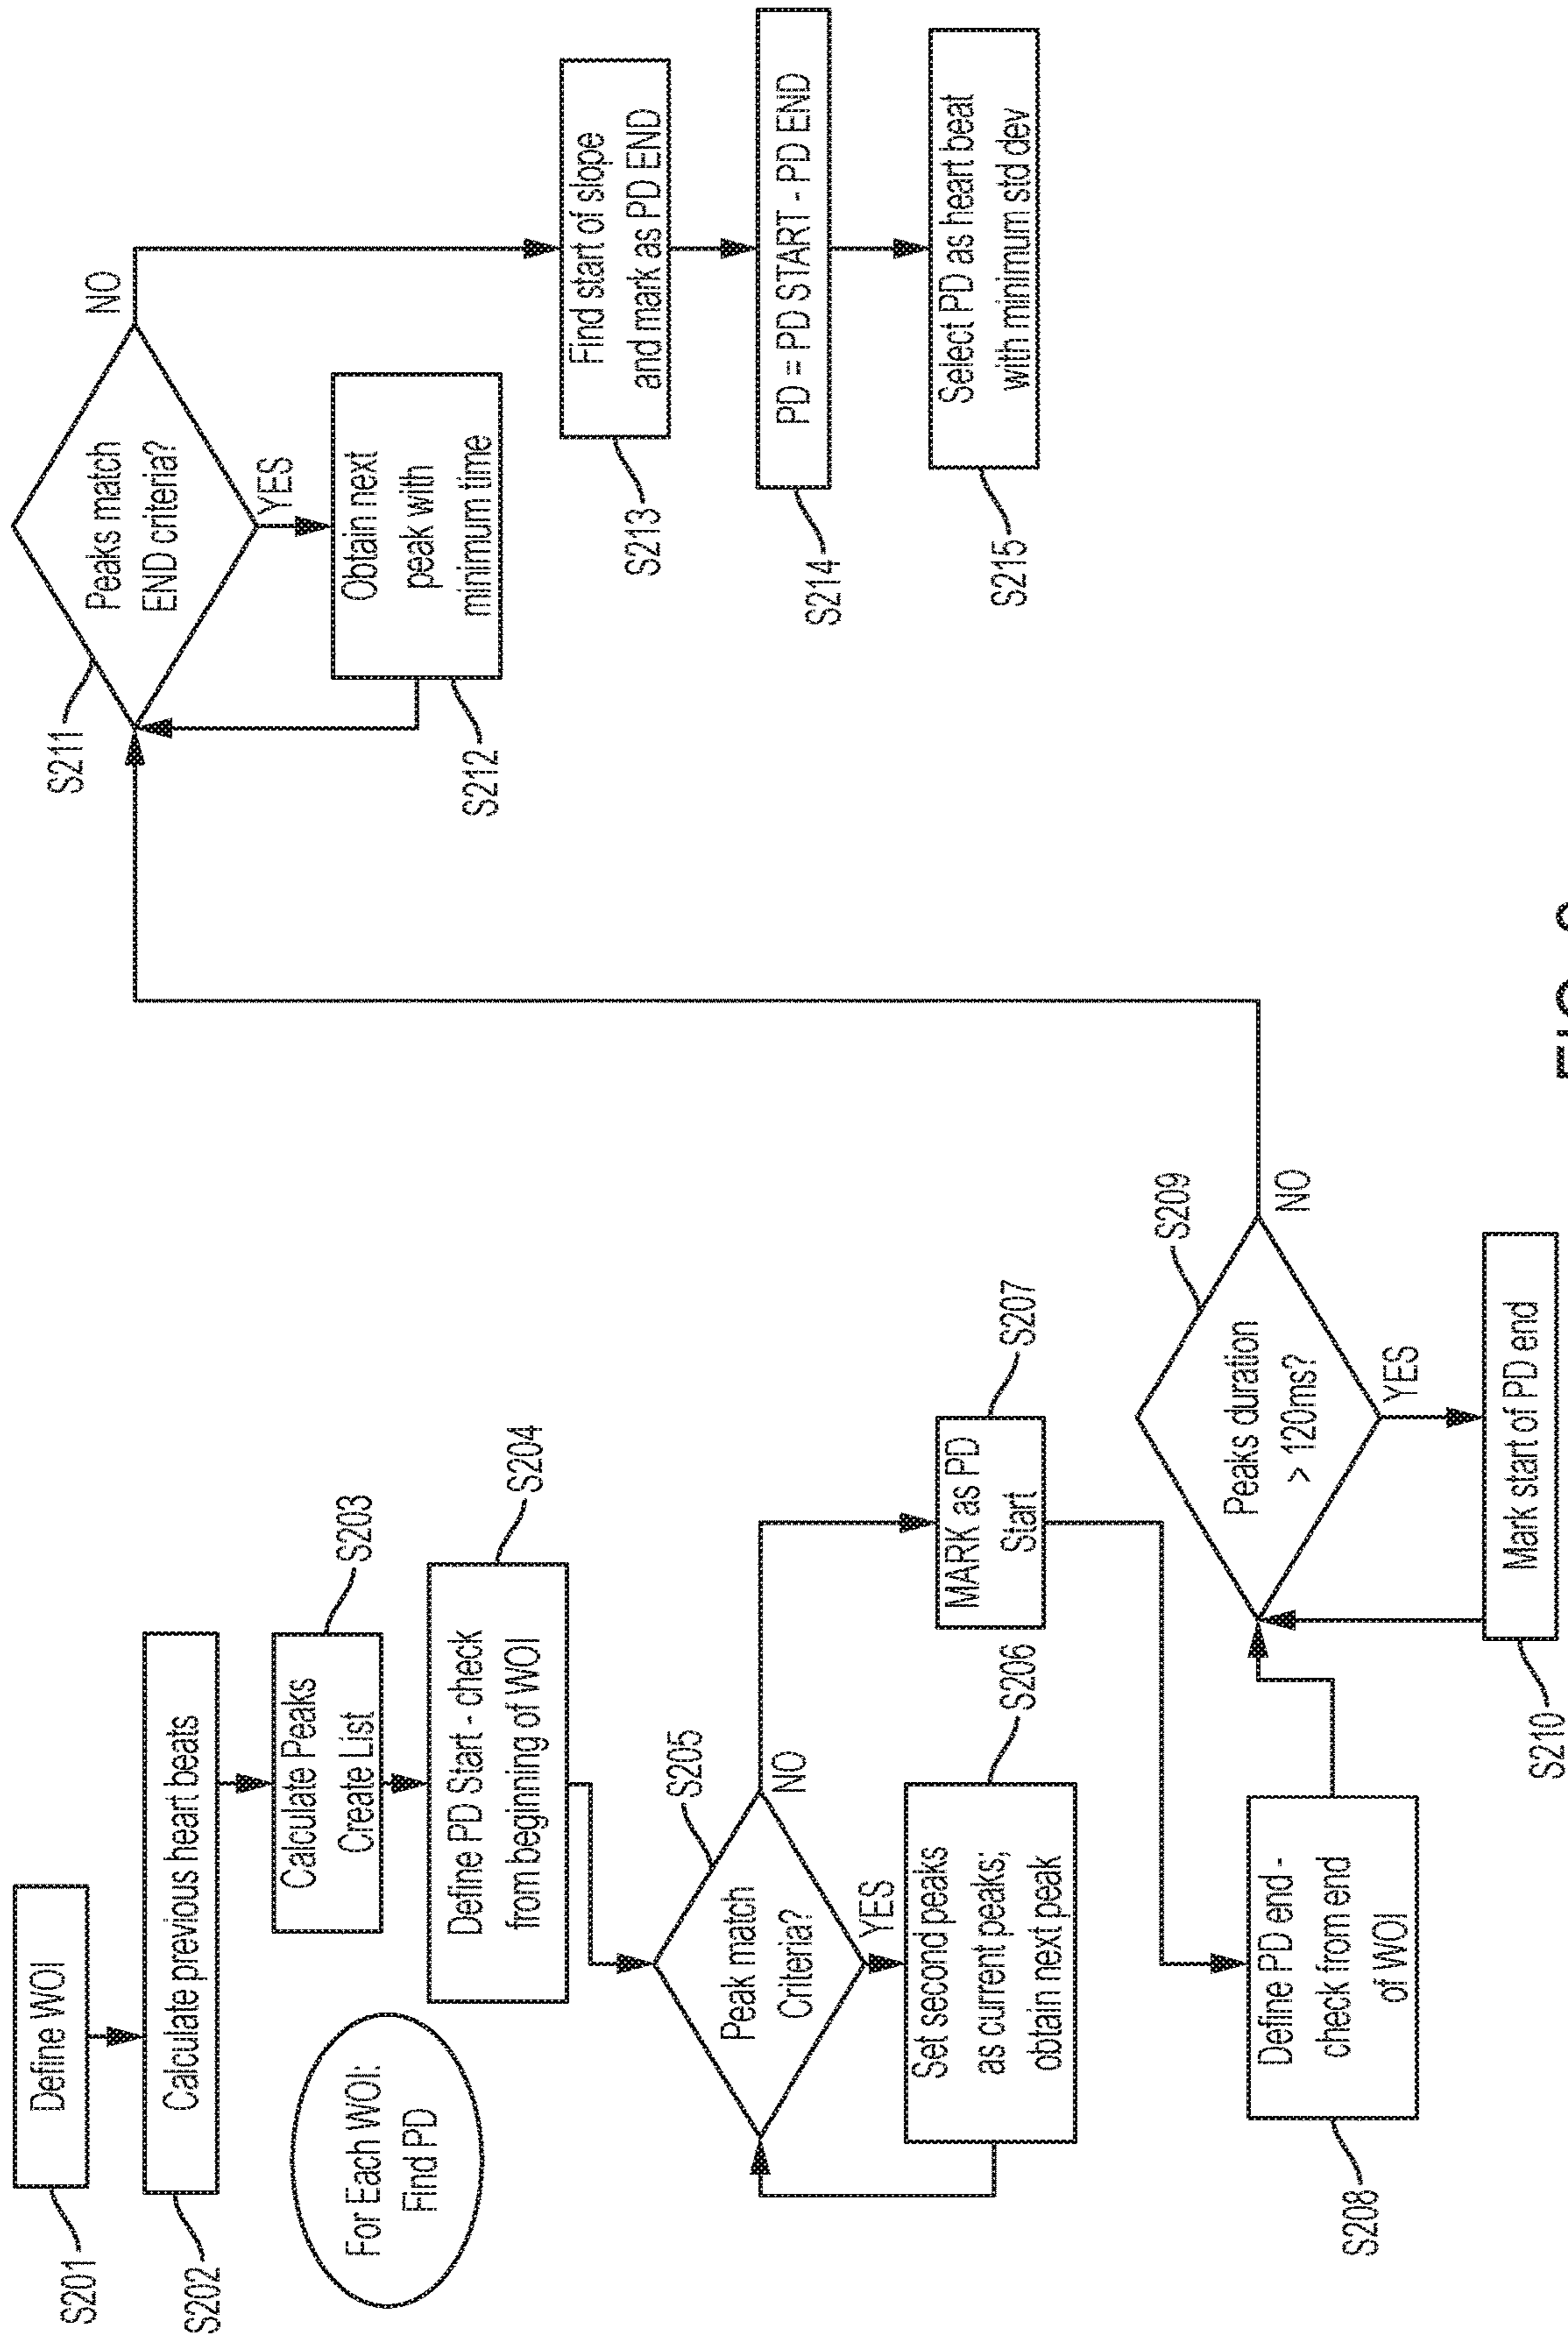 S201
Define WOI
S202
Calculate previous heart beats
For Each WOI:
Find PD
S203
Calculate Peaks
Create List
S204
Define PD Start - check
from beginning of WOI
S205
Peak match
Criteria?
YES
NO
S206
Set second peaks
as current peaks;
obtain next peak
S207
MARK as PD
Start
S208
Define PD end -
check from end
of WOI
S209
Peaks duration
> 120ms?
YES
NO
S210
Mark start of PD end
S211
Peaks match
END criteria?
YES
NO
S212
Obtain next
peak with
minimum time
S213
Find start of slope
and mark as PD END
S214
PD = PD START - PD END
S215
Select PD as heart beat
with minimum std dev